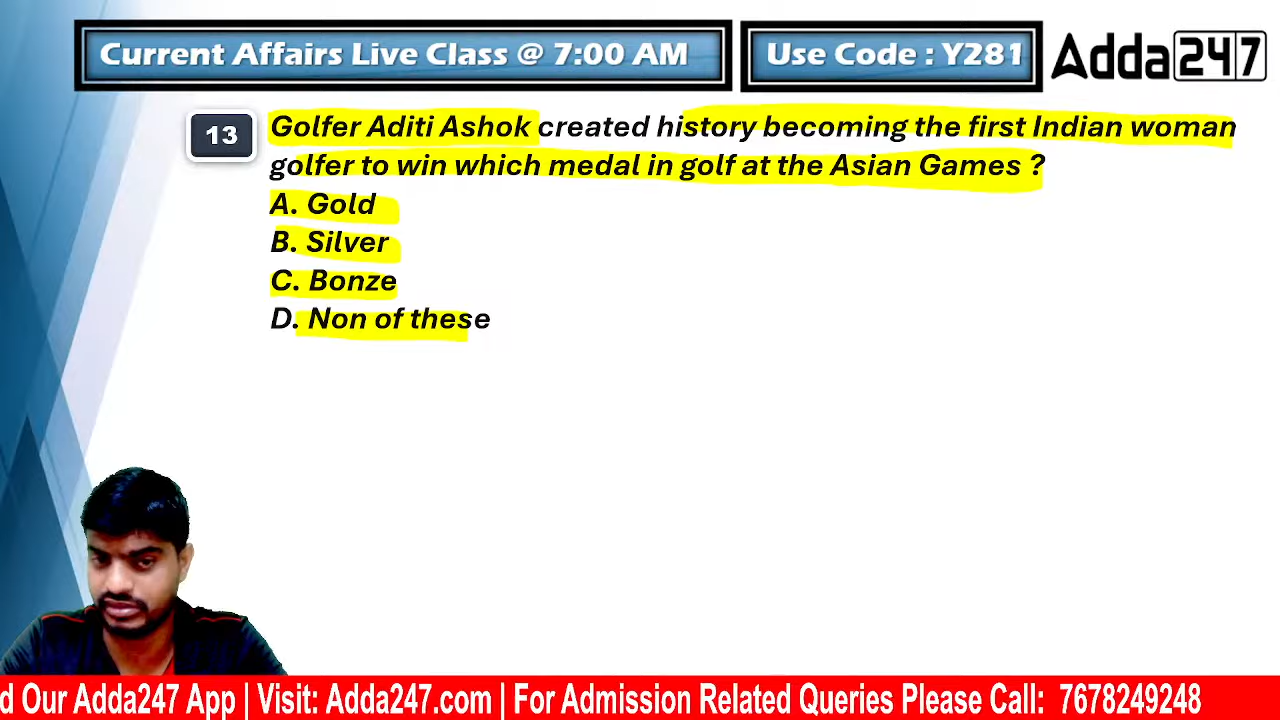 Current Affairs Live Class @ 7:00 AM
Use Code : Y281
Adda247
13
Golfer Aditi Ashok created history becoming the first Indian woman
golfer to win which medal in golf at the Asian Games ?
A. Gold
B. Silver
C. Bonze
D. Non of these
d Our Adda247 App | Visit: Adda247.com | For Admission Related Queries Please Call: 7678249248